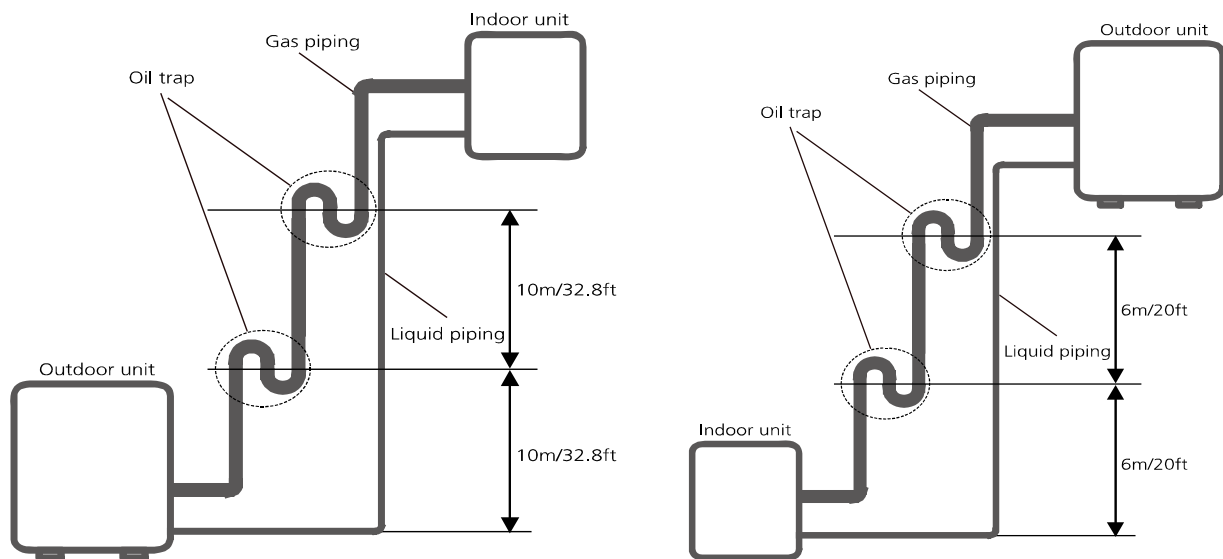 Indoor unit
Gas piping
Oil trap
10m/32.8ft
Liquid piping
Outdoor unit
10m/32.8ft
Outdoor unit
Gas piping
Oil trap
6m/20ft
Liquid piping
Indoor unit
6m/20ft